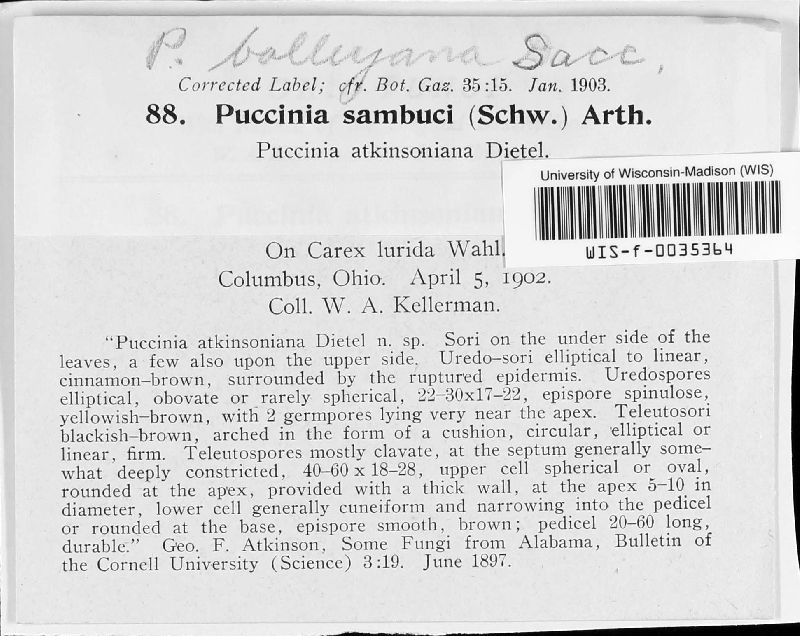 P. bolleyana Sacc,
Corrected Label; cfr. Bot. Gaz. 35:15. Jan. 1903.
88. Puccinia sambuci (Schw.) Arth.
Puccinia atkinsoniana Dietel.
University of Wisconsin-Madison (WIS)
WIS-f-0035364
On Carex lurida Wahl.
Columbus, Ohio. April 5, 1902.
Coll. W. A. Kellerman.
"Puccinia atkinsoniana Dietel n. sp. Sori on the under side of the
leaves, a few also upon the upper side. Uredo-sori elliptical to linear,
cinnamon-brown, surrounded by the ruptured epidermis. Uredospores
elliptical, obovate or rarely spherical, 22-30x17-22, epispore spinulose,
yellowish-brown, with 2 germpores lying very near the apex. Teleutosori
blackish-brown, arched in the form of a cushion, circular, elliptical or
linear, firm. Teleutospores mostly clavate, at the septum generally some-
what deeply constricted, 40-60 x 18-28, upper cell spherical or oval,
rounded at the apex, provided with a thick wall, at the apex 5-10 in
diameter, lower cell generally cuneiform and narrowing into the pedicel
or rounded at the base, epispore smooth, brown; pedicel 20-60 long,
durable." Geo. F. Atkinson, Some Fungi from Alabama, Bulletin of
the Cornell University (Science) 3:19. June 1897.